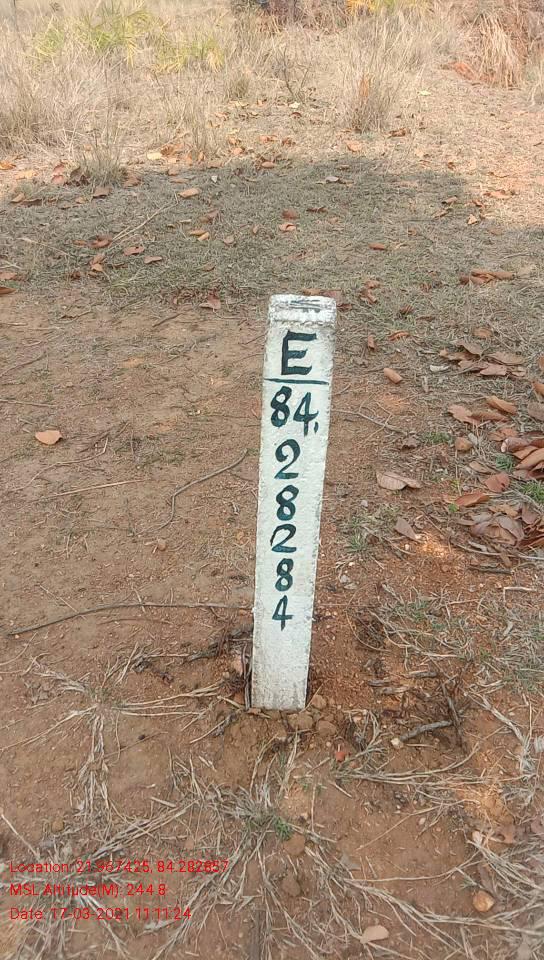 E
84.
2
8
2
8
4
Location: 21.967425, 84.282857
MSL Altitude(M): 244.8
Date: 17-03-2021 11:11:24